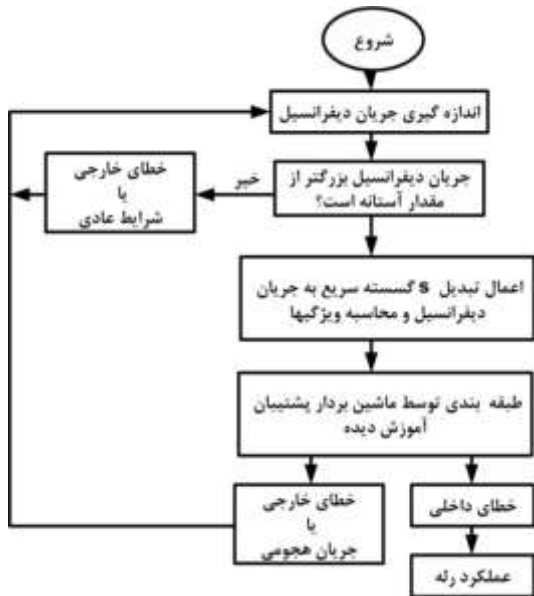 شروع
اندازه گیری جریان دیفرانسیل
جریان دیفرانسیل بزرگتر از
مقدار آستانه است؟
خیر
خطای خارجی
یا
شرایط عادی
اعمال تبدیل s گسسته سریع به جریان
دیفرانسیل و محاسبه ویژگیها
طبقه بندی توسط ماشین بردار پشتیبان
آموزش دیده
خطای داخلی
عملکرد رله
خطای خارجی
یا
جریان هجومی